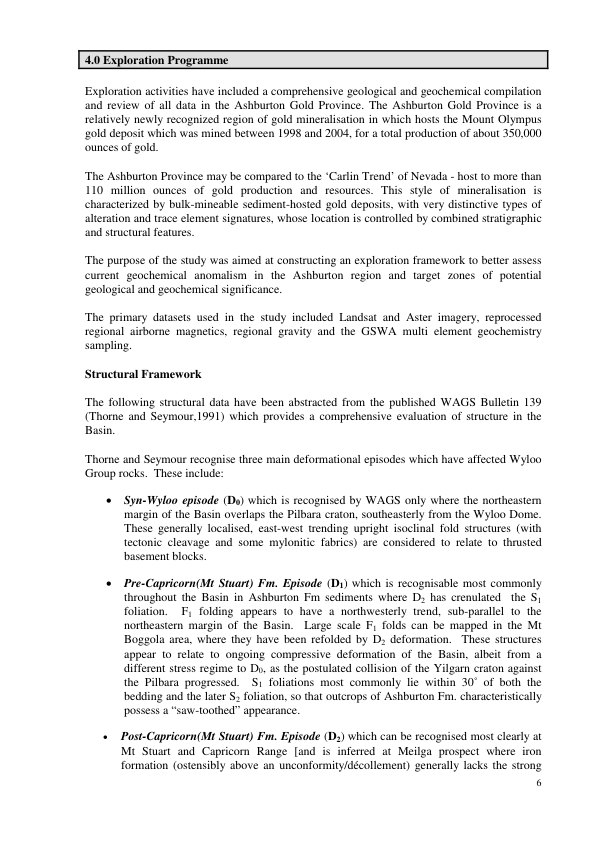 4.0 Exploration Programme
Exploration activities have included a comprehensive geological and geochemical compilation
and review of all data in the Ashburton Gold Province. The Ashburton Gold Province is a
relatively newly recognized region of gold mineralisation in which hosts the Mount Olympus
gold deposit which was mined between 1998 and 2004, for a total production of about 350,000
ounces of gold.
The Ashburton Province may be compared to the ‘Carlin Trend’ of Nevada - host to more than
110 million ounces of gold production and resources. This style of mineralisation is
characterized by bulk-mineable sediment-hosted gold deposits, with very distinctive types of
alteration and trace element signatures, whose location is controlled by combined stratigraphic
and structural features.
The purpose of the study was aimed at constructing an exploration framework to better assess
current geochemical anomalism in the Ashburton region and target zones of potential
geological and geochemical significance.
The primary datasets used in the study included Landsat and Aster imagery, reprocessed
regional airborne magnetics, regional gravity and the GSWA multi element geochemistry
sampling.
Structural Framework
The following structural data have been abstracted from the published WAGS Bulletin 139
(Thorne and Seymour,1991) which provides a comprehensive evaluation of structure in the
Basin.
Thorne and Seymour recognise three main deformational episodes which have affected Wyloo
Group rocks. These include:
• Syn-Wyloo episode (D₀) which is recognised by WAGS only where the northeastern
margin of the Basin overlaps the Pilbara craton, southeasterly from the Wyloo Dome.
These generally localised, east-west trending upright isoclinal fold structures (with
tectonic cleavage and some mylonitic fabrics) are considered to relate to thrusted
basement blocks.
• Pre-Capricorn(Mt Stuart) Fm. Episode (D₁) which is recognisable most commonly
throughout the Basin in Ashburton Fm sediments where D₂ has crenulated the S₁
foliation. F₁ folding appears to have a northwesterly trend, sub-parallel to the
northeastern margin of the Basin. Large scale F₁ folds can be mapped in the Mt
Boggola area, where they have been refolded by D₂ deformation. These structures
appear to relate to ongoing compressive deformation of the Basin, albeit from a
different stress regime to D₀, as the postulated collision of the Yilgarn craton against
the Pilbara progressed. S₁ foliations most commonly lie within 30˚ of both the
bedding and the later S₂ foliation, so that outcrops of Ashburton Fm. characteristically
possess a “saw-toothed” appearance.
• Post-Capricorn(Mt Stuart) Fm. Episode (D₂) which can be recognised most clearly at
Mt Stuart and Capricorn Range [and is inferred at Meilga prospect where iron
formation (ostensibly above an unconformity/décollement) generally lacks the strong
6